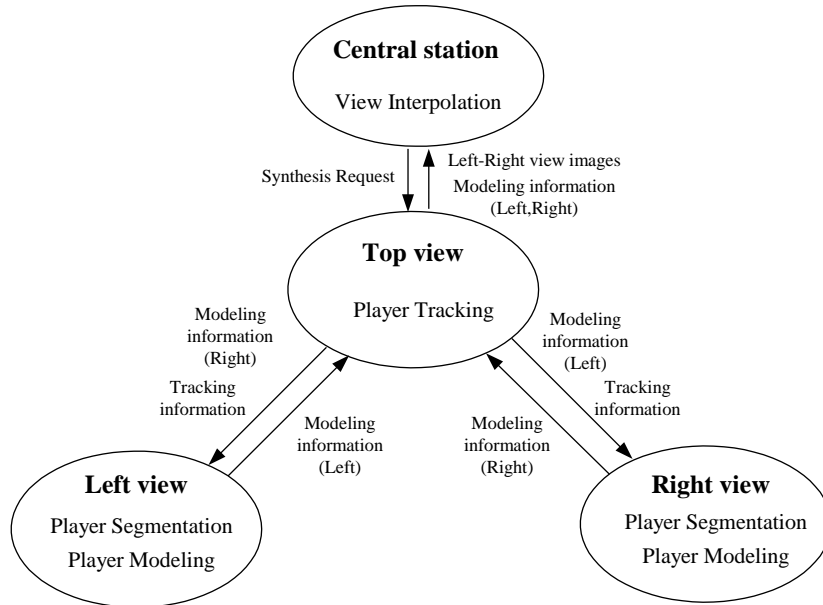 Central station
View Interpolation
Synthesis Request
Left-Right view images
Modeling information
(Left,Right)
Top view
Player Tracking
Modeling
information
(Right)
Tracking
information
Modeling
information
(Left)
Modeling
information
(Left)
Tracking
information
Modeling
information
(Right)
Left view
Player Segmentation
Player Modeling
Right view
Player Segmentation
Player Modeling